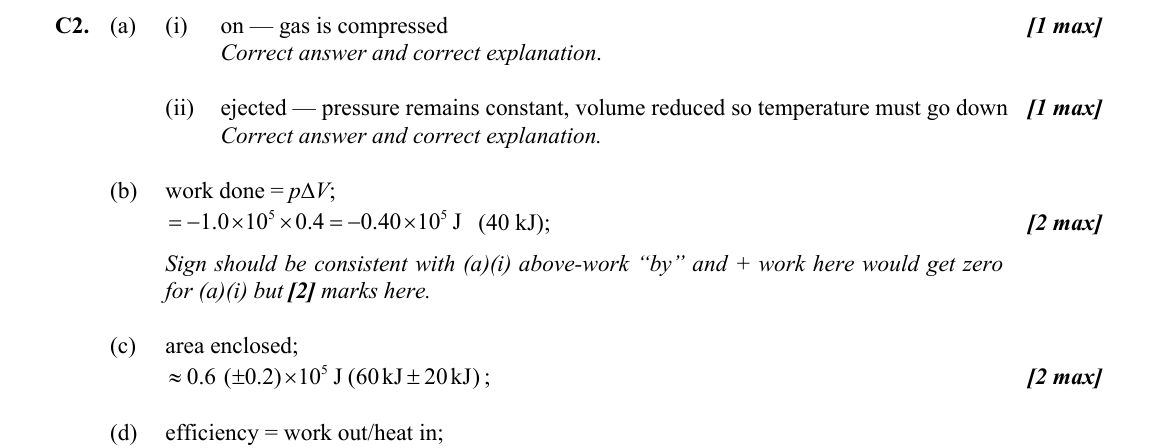 C2. (a) (i) on — gas is compressed [1 max]
Correct answer and correct explanation.
(ii) ejected — pressure remains constant, volume reduced so temperature must go down [1 max]
Correct answer and correct explanation.
(b) work done = pΔV;
= −1.0×10⁵ ×0.4 = −0.40×10⁵ J (40 kJ); [2 max]
Sign should be consistent with (a)(i) above-work “by” and + work here would get zero
for (a)(i) but [2] marks here.
(c) area enclosed;
≈ 0.6 (±0.2)×10⁵ J (60 kJ ± 20 kJ) ; [2 max]
(d) efficiency = work out/heat in;